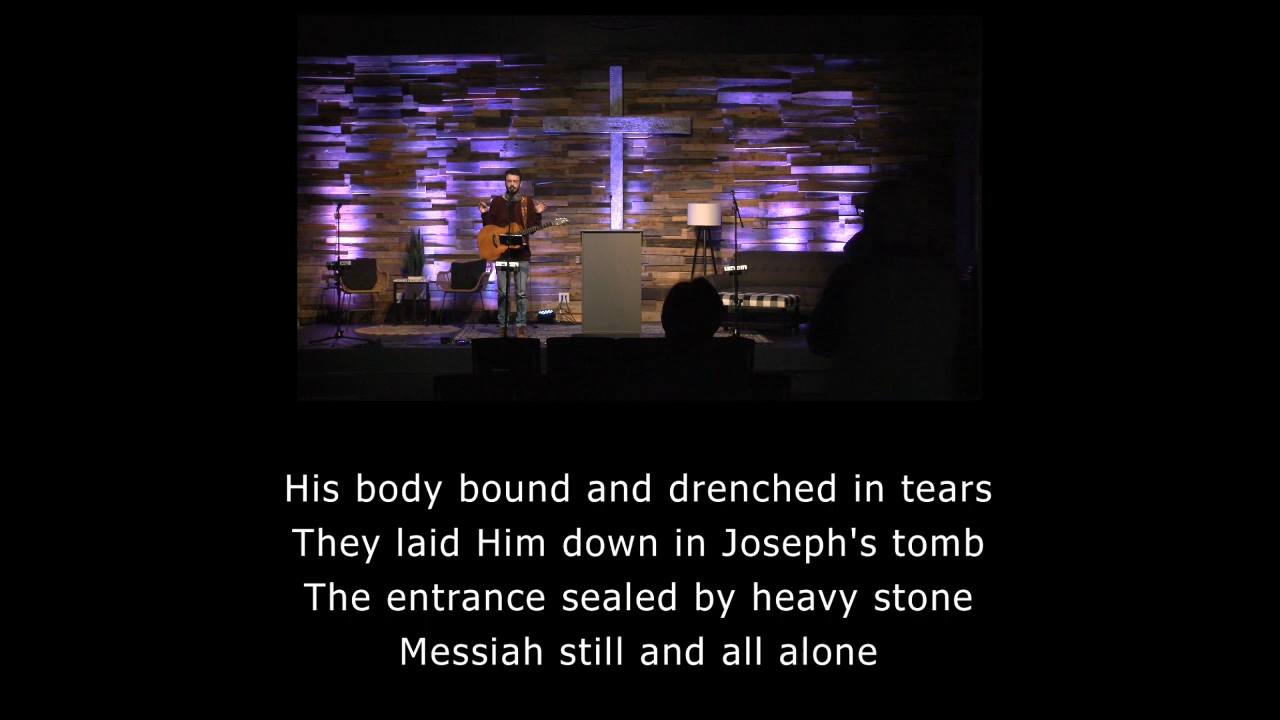 His body bound and drenched in tears
They laid Him down in Joseph's tomb
The entrance sealed by heavy stone
Messiah still and all alone